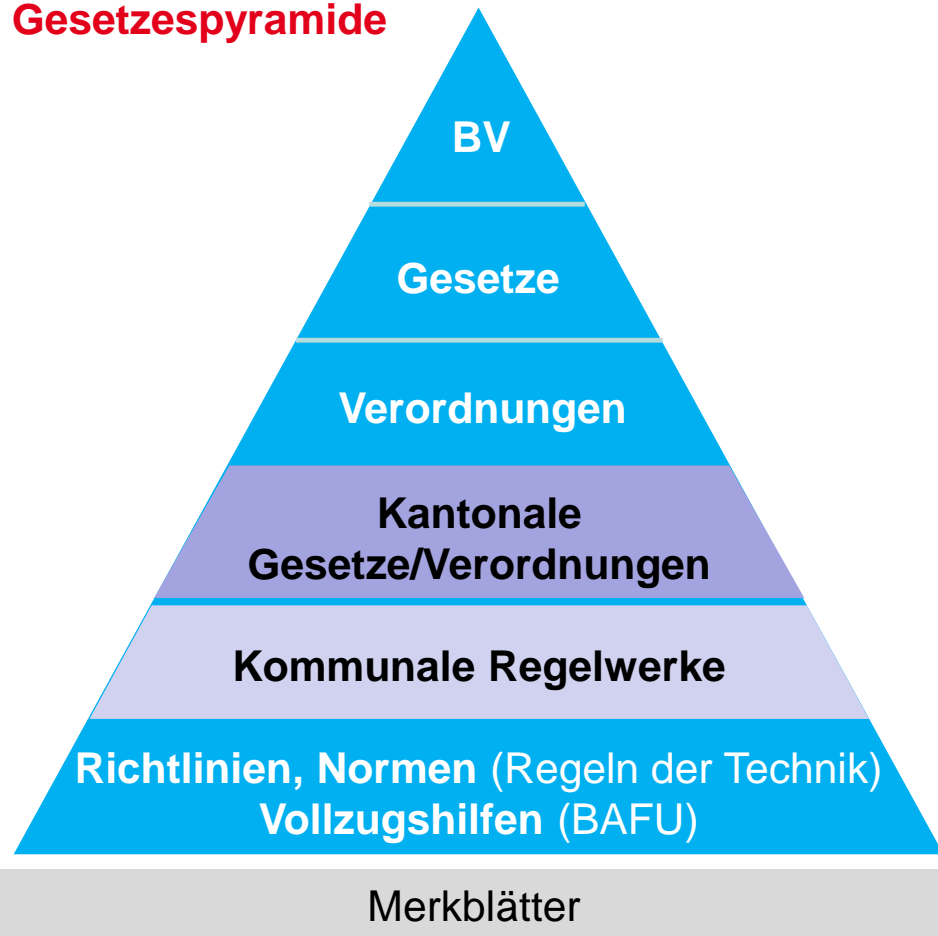 Gesetzespyramide
BV
Gesetze
Verordnungen
Kantonale
Gesetze/Verordnungen
Kommunale Regelwerke
Richtlinien, Normen (Regeln der Technik)
Vollzugshilfen (BAFU)
Merkblätter